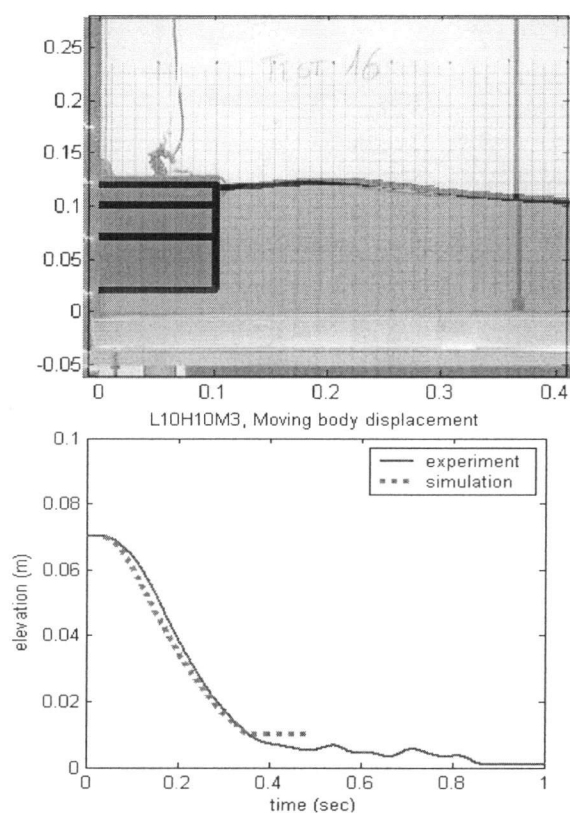 0.25
TEST 16
0.2
0.15
0.1
0.05
0
-0.05
0 0.1 0.2 0.3 0.4
L10H10M3, Moving body displacement
0.1
experiment
simulation
0.08
0.06
elevation (m)
0.04
0.02
0
0 0.2 0.4 0.6 0.8 1
time (sec)